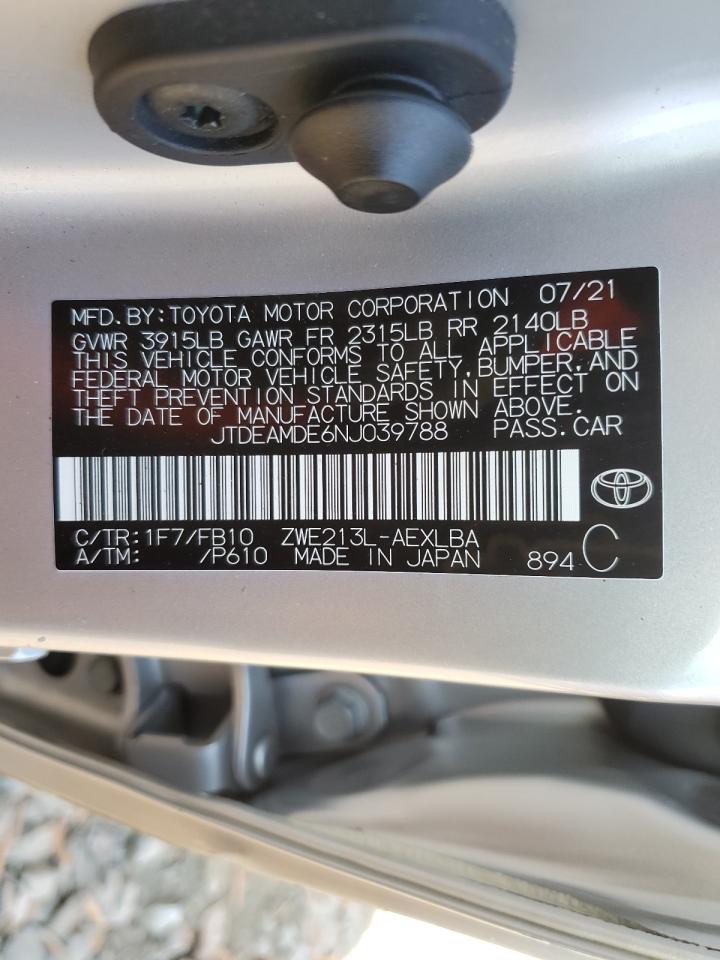 MFD.BY:TOYOTA MOTOR CORPORATION 07/21
GVWR 3915LB GAWR FR 2315LB RR 2140LB
THIS VEHICLE CONFORMS TO ALL APPLICABLE
FEDERAL MOTOR VEHICLE SAFETY,BUMPER,AND
THEFT PREVENTION STANDARDS IN EFFECT ON
THE DATE OF MANUFACTURE SHOWN ABOVE.
JTDEAMDE6NJ039788 PASS.CAR
C/TR:1F7/FB10 ZWE213L-AEXLBA
A/TM: /P610 MADE IN JAPAN 894 C